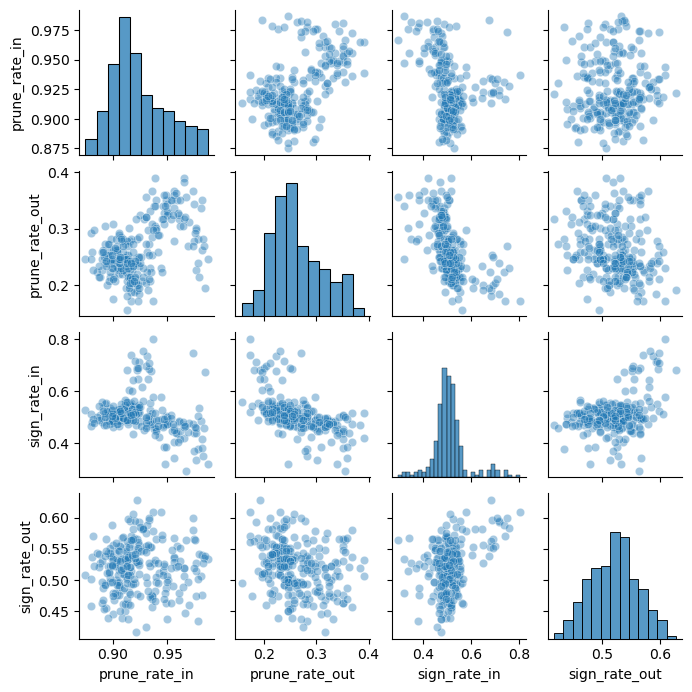 prune_rate_in
0.975
0.950
0.925
0.900
0.875
prune_rate_out
0.4
0.3
0.2
sign_rate_in
0.8
0.6
0.4
sign_rate_out
0.60
0.55
0.50
0.45
0.90 0.95 0.2 0.3 0.4 0.4 0.6 0.8 0.5 0.6
prune_rate_in prune_rate_out sign_rate_in sign_rate_out